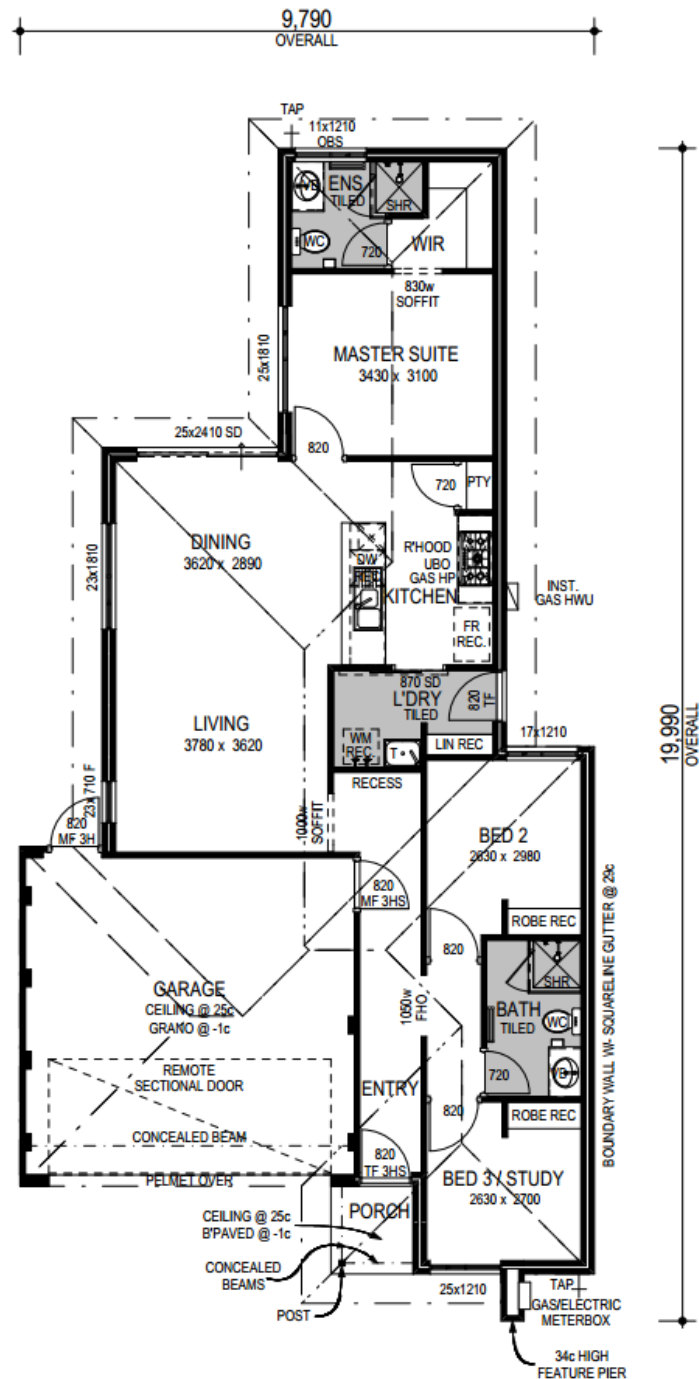 9,790
OVERALL
TAP
11x1210
OBS
ENS
TILED
SHR
WC
720
WIR
830w
SOFFIT
25x1810
MASTER SUITE
3430 x 3100
25x2410 SD
820
720
PTY
23x1810
DINING
3620 x 2890
R'HOOD
UBO
GAS HP
DW
KITCHEN
INST.
GAS HWU
FR
REC.
19,990
OVERALL
870 SD
L'DRY
TILED
820
TF
LIVING
3780 x 3620
WM
REC.
T
LIN REC
17x1210
RECESS
23x 710 F
820
MF 3H
1000w
SOFFIT
BED 2
2630 x 2980
820
MF 3HS
ROBE REC
820
GARAGE
CEILING @ 25c
GRANO @ -1c
1050w
FHO
SHR
BATH
TILED
WC
BOUNDARY WALL W/- SQUARELINE GUTTER @ 29c
REMOTE
SECTIONAL DOOR
720
VB
ENTRY
820
ROBE REC
CONCEALED BEAM
820
TF 3HS
BED 3 / STUDY
2630 x 2700
PELMET OVER
PORCH
CEILING @ 25c
B'PAVED @ -1c
CONCEALED
BEAMS
POST
25x1210
TAP
GAS/ELECTRIC
METERBOX
34c HIGH
FEATURE PIER